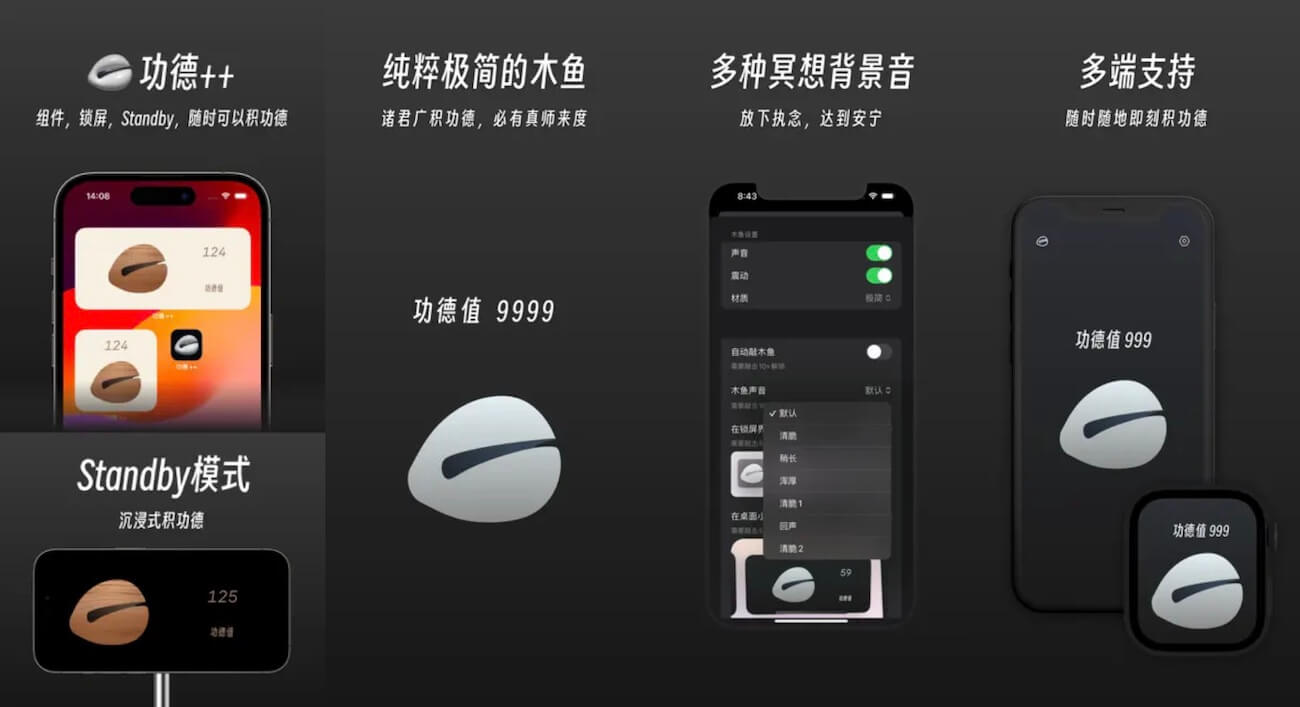 功德++
组件，锁屏，Standby，随时可以积功德
14:08
124
功德值
功德++
124
功德++
Standby模式
沉浸式积功德
125
功德值
纯粹极简的木鱼
诸君广积功德，必有真师来度
功德值 9999
多种冥想背景音
放下执念，达到安宁
8:43
木鱼设置
声音
震动
材质
极简
自动敲木鱼
木鱼声音
默认
默认
在锁屏界
清脆
稍长
浑厚
清脆1
在桌面小
回声
清脆2
59
功德值
多端支持
随时随地即刻积功德
功德值 999
功德值 999